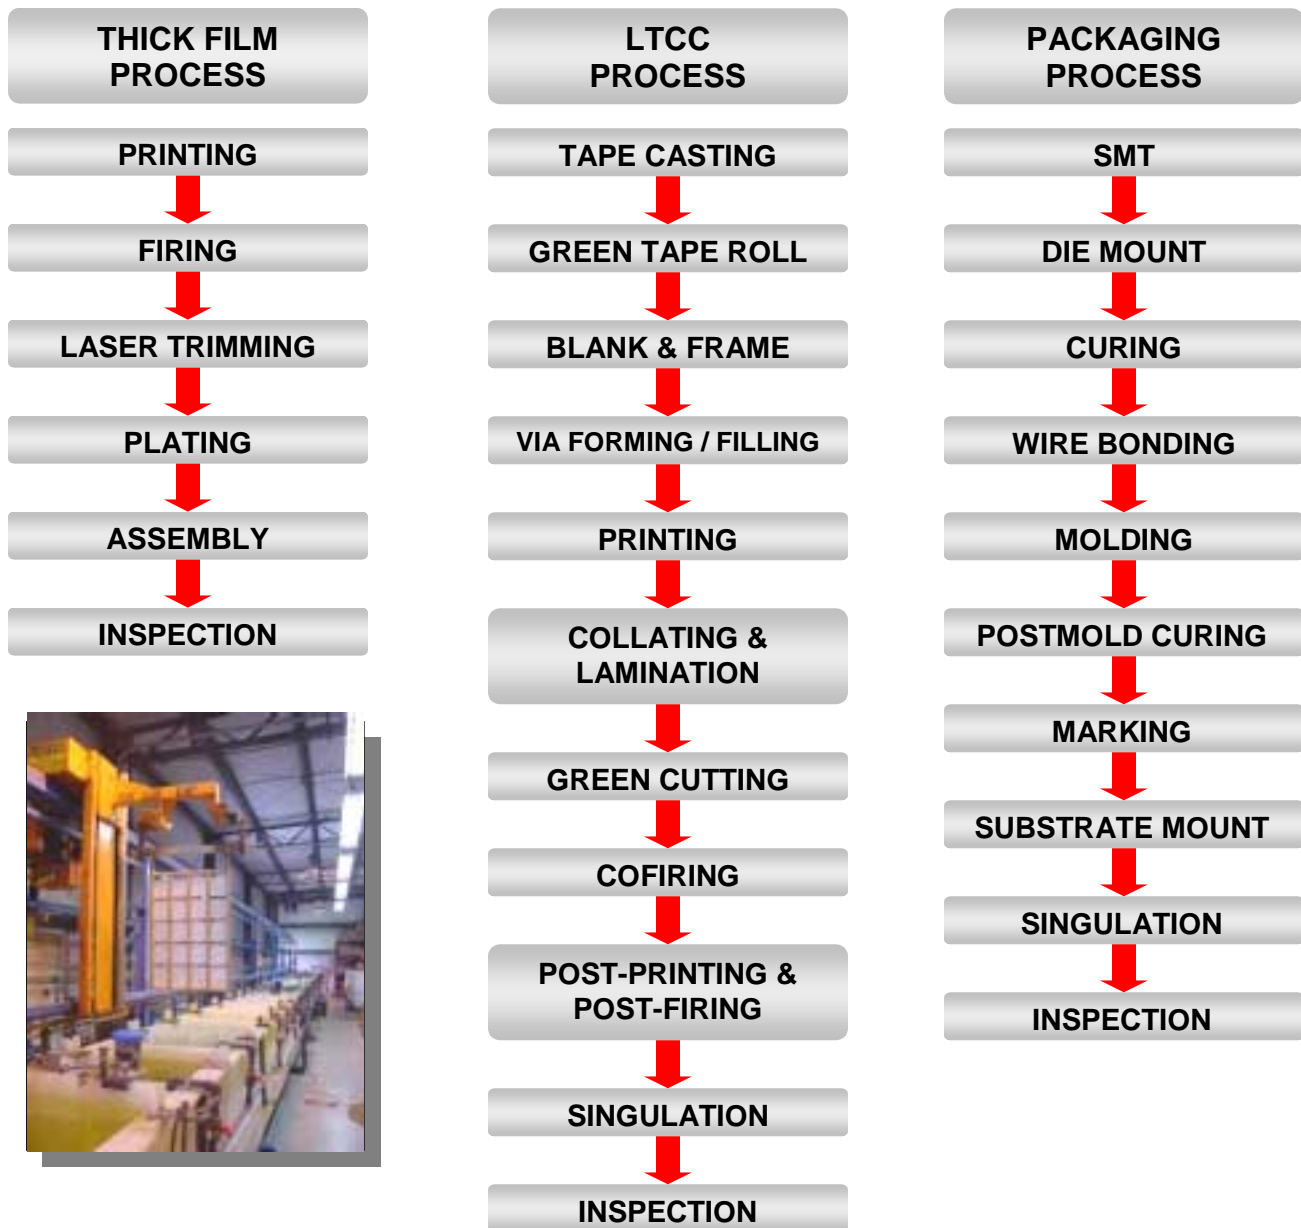 THICK FILM
PROCESS
PRINTING
FIRING
LASER TRIMMING
PLATING
ASSEMBLY
INSPECTION
LTCC
PROCESS
TAPE CASTING
GREEN TAPE ROLL
BLANK & FRAME
VIA FORMING / FILLING
PRINTING
COLLATING &
LAMINATION
GREEN CUTTING
COFIRING
POST-PRINTING &
POST-FIRING
SINGULATION
INSPECTION
PACKAGING
PROCESS
SMT
DIE MOUNT
CURING
WIRE BONDING
MOLDING
POSTMOLD CURING
MARKING
SUBSTRATE MOUNT
SINGULATION
INSPECTION